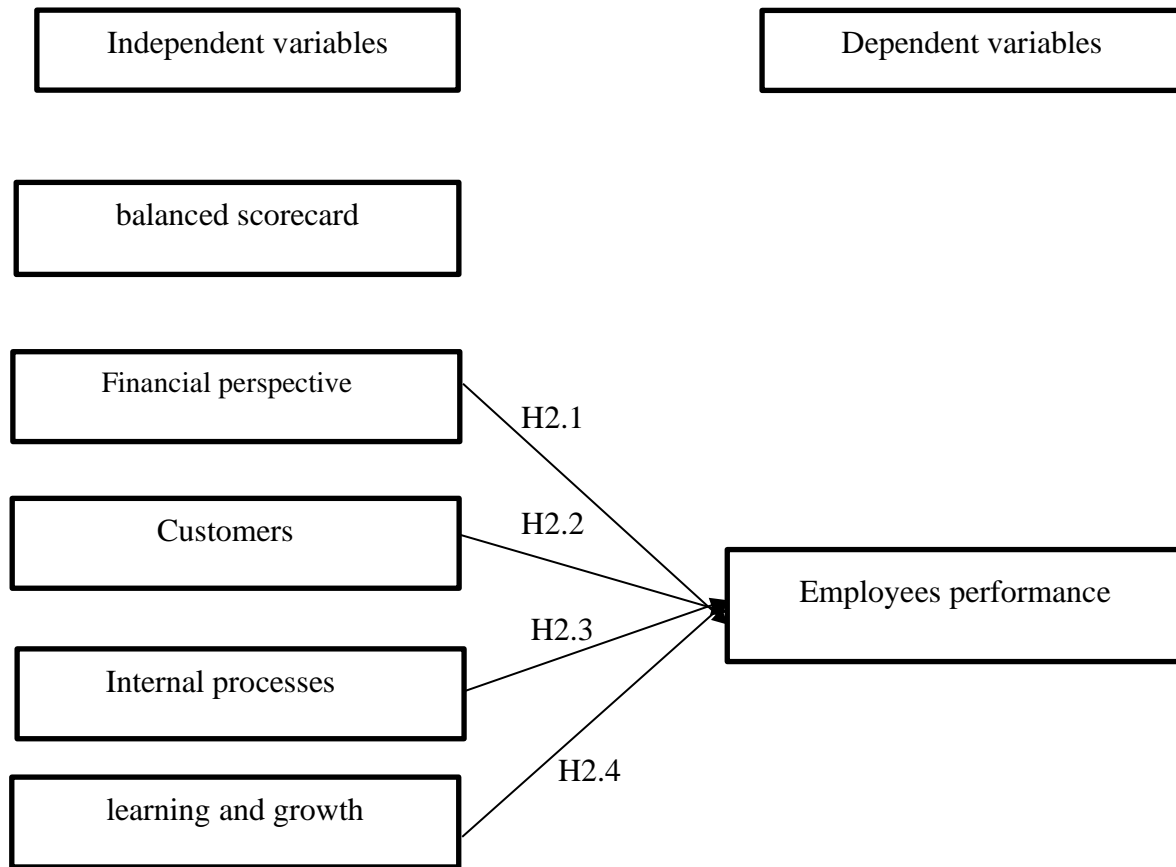 Independent variables
Dependent variables
balanced scorecard
Financial perspective
H2.1
Customers
H2.2
Employees performance
H2.3
Internal processes
H2.4
learning and growth